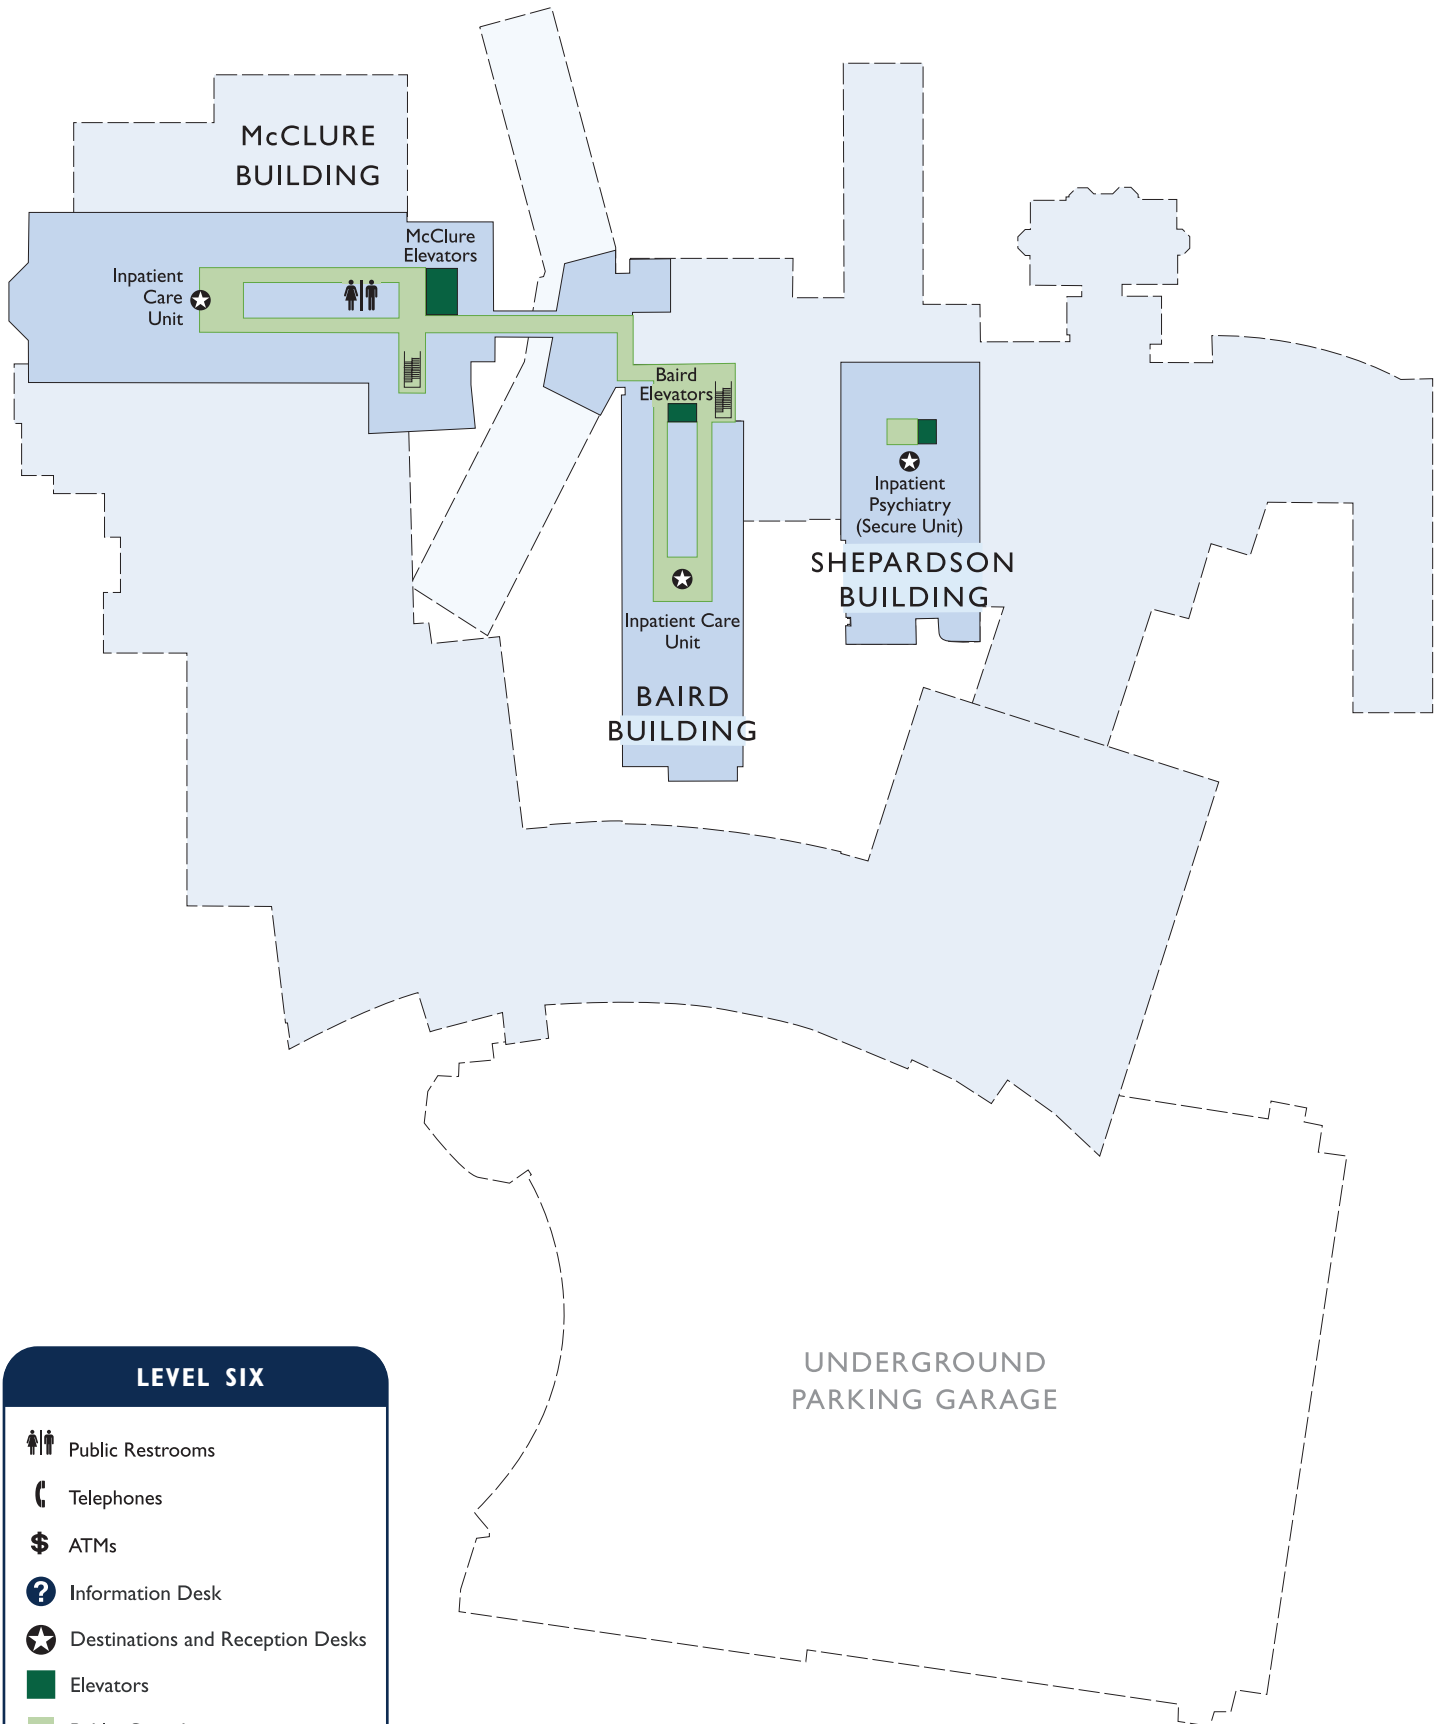 McCLURE
BUILDING
McClure
Elevators
Inpatient
Care
Unit
Baird
Elevators
Inpatient
Psychiatry
(Secure Unit)
SHEPARDSON
BUILDING
Inpatient Care
Unit
BAIRD
BUILDING
UNDERGROUND
PARKING GARAGE
LEVEL SIX
Public Restrooms
Telephones
$ ATMs
? Information Desk
Destinations and Reception Desks
Elevators